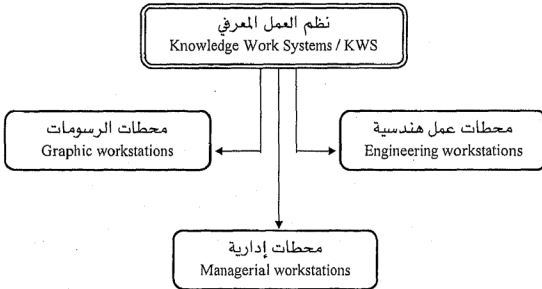 نظم العمل المعرفي
Knowledge Work Systems / KWS
محطات عمل هندسية
Engineering workstations
محطات الرسومات
Graphic workstations
محطات إدارية
Managerial workstations